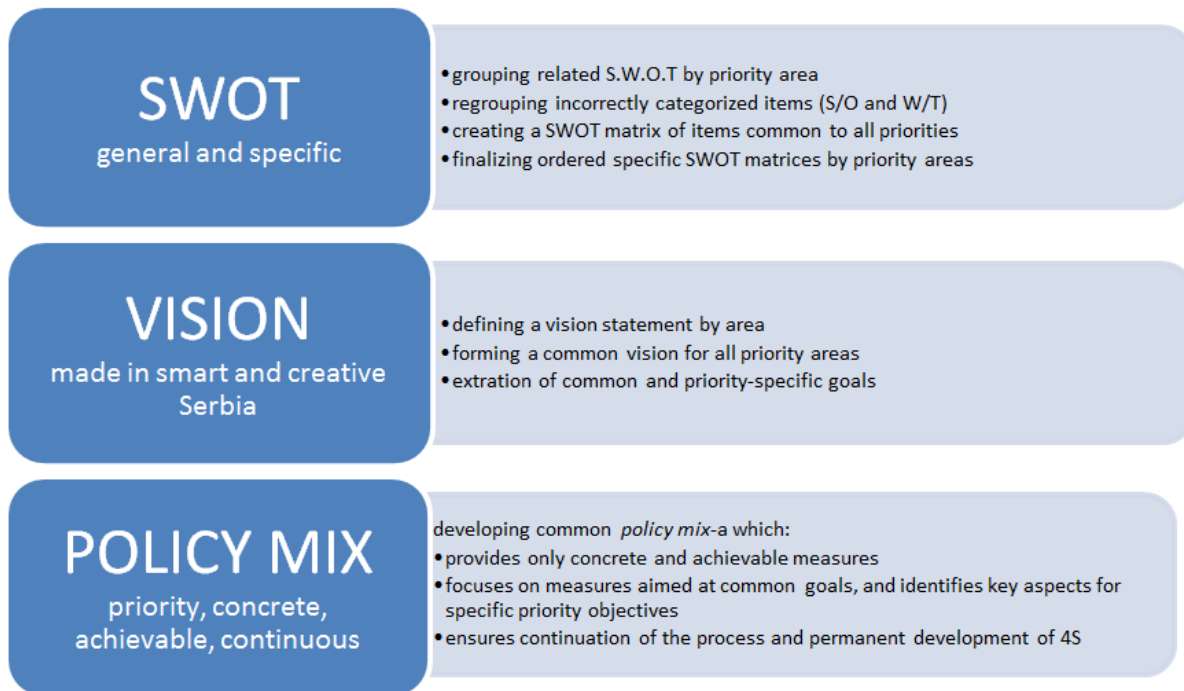 SWOT
general and specific
•grouping related S.W.O.T by priority area
•regrouping incorrectly categorized items (S/O and W/T)
•creating a SWOT matrix of items common to all priorities
•finalizing ordered specific SWOT matrices by priority areas
VISION
made in smart and creative
Serbia
•defining a vision statement by area
•forming a common vision for all priority areas
•extration of common and priority-specific goals
POLICY MIX
priority, concrete,
achievable, continuous
developing common policy mix-a which:
•provides only concrete and achievable measures
•focuses on measures aimed at common goals, and identifies key aspects for
specific priority objectives
•ensures continuation of the process and permanent development of 4S